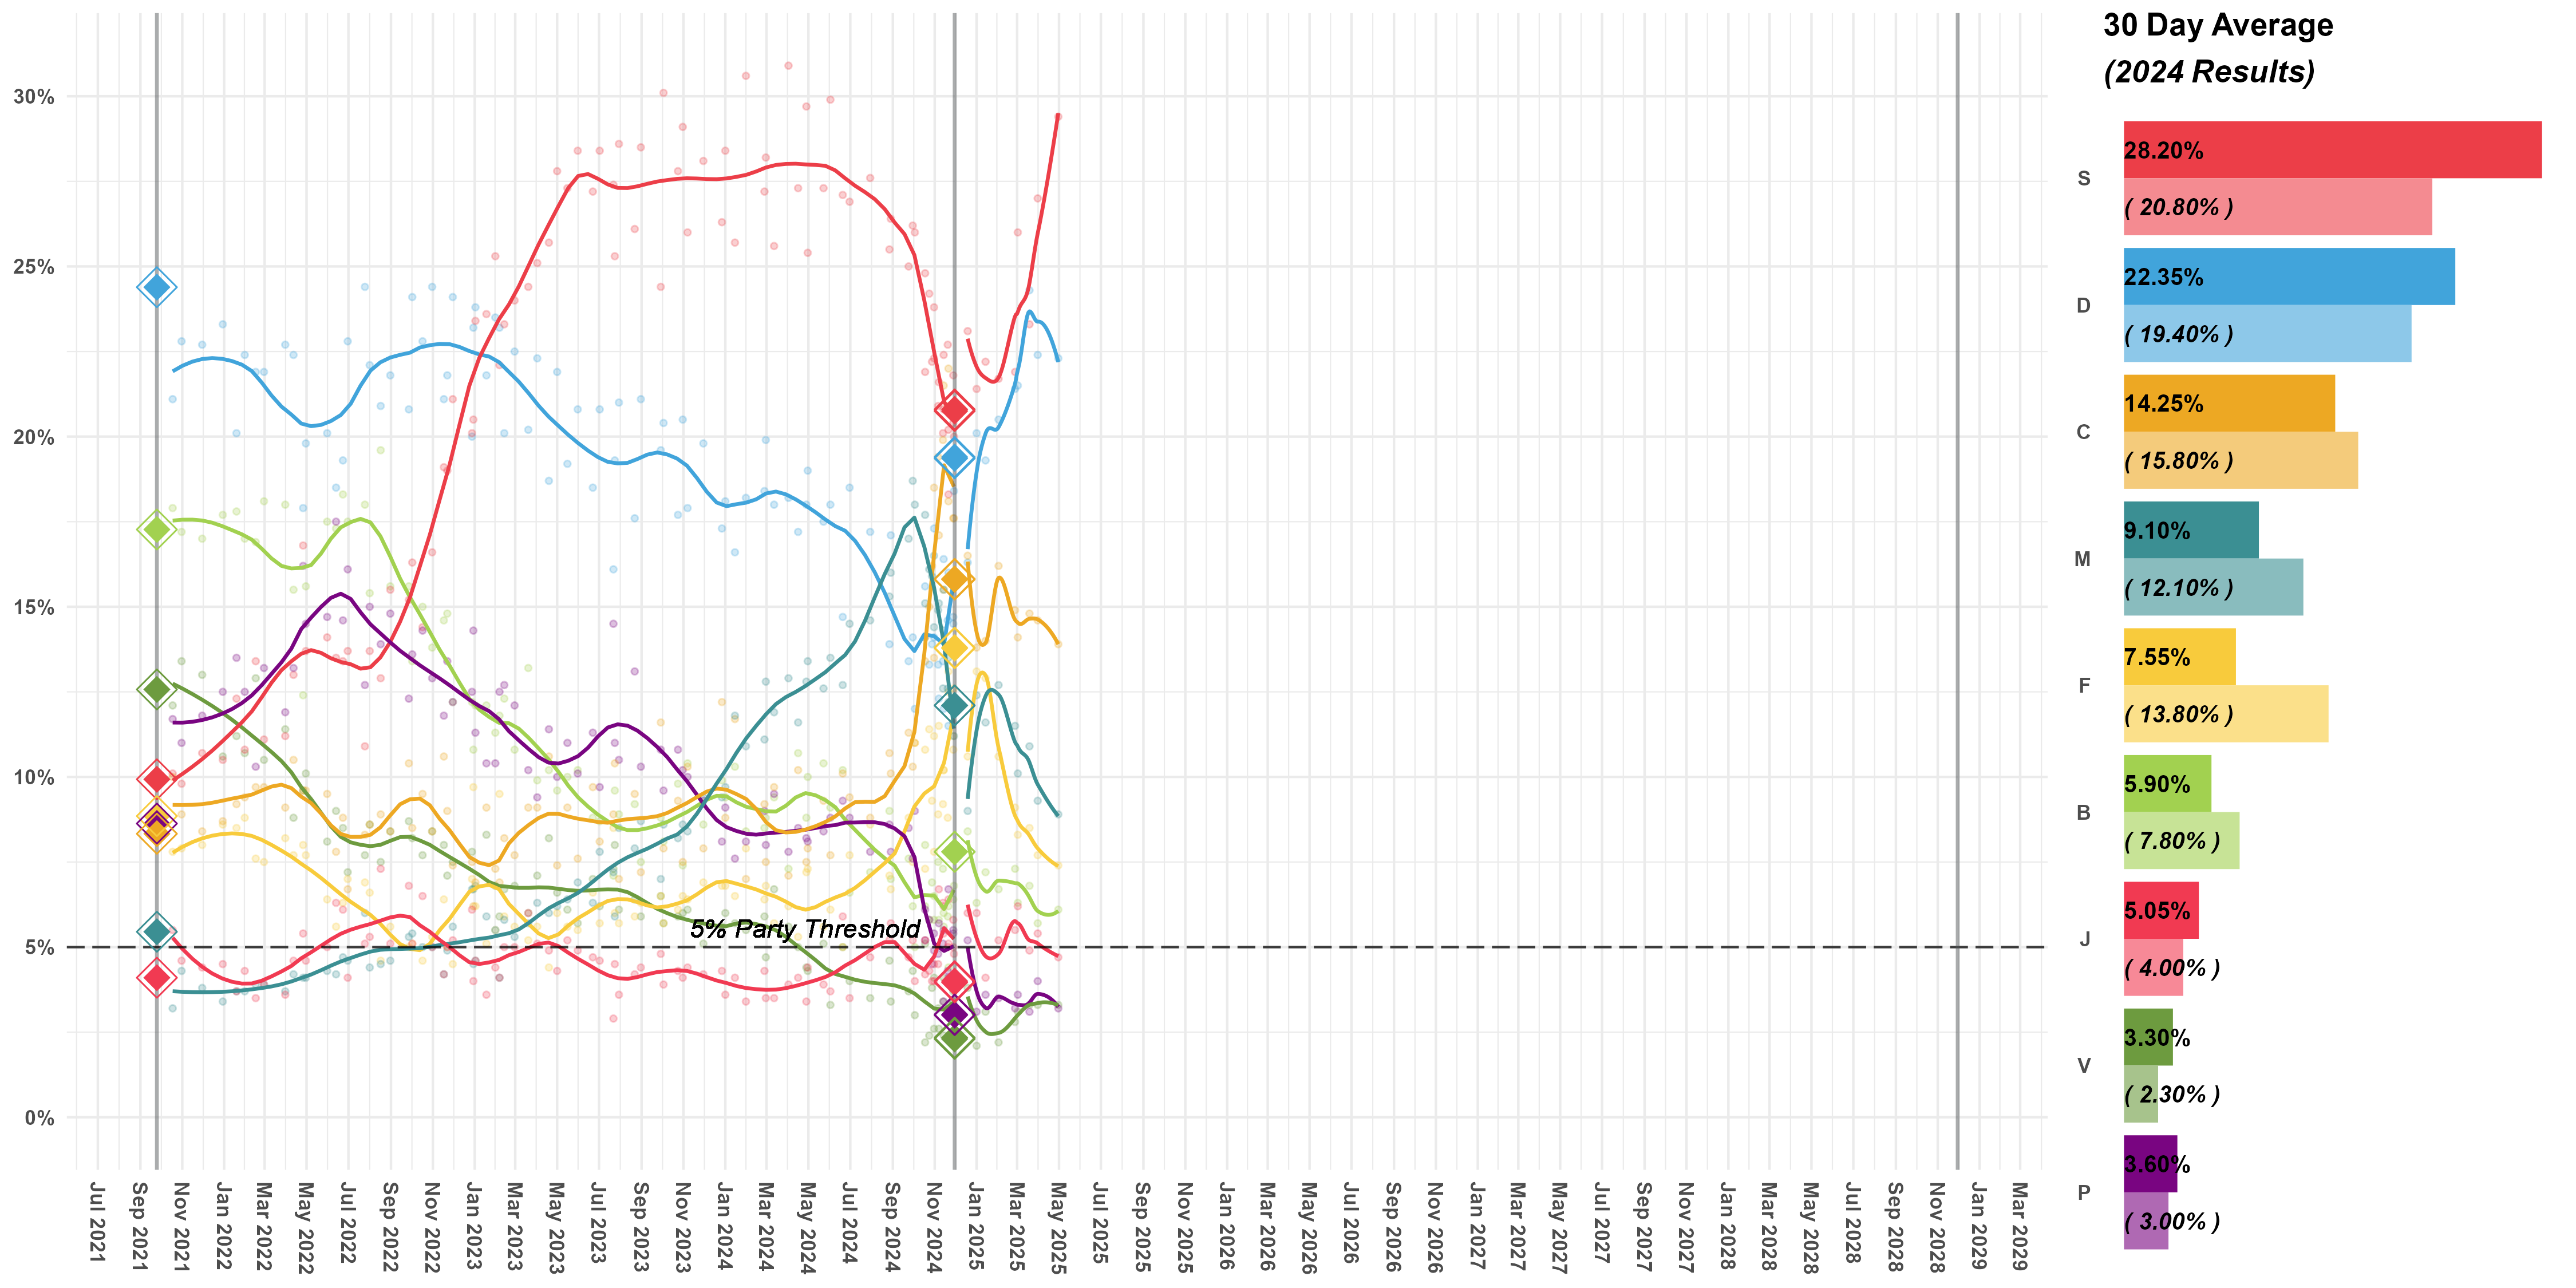 30 Day Average
(2024 Results)
30%
25%
20%
15%
10%
5%
0%
5% Party Threshold
Jul 2021
Sep 2021
Nov 2021
Jan 2022
Mar 2022
May 2022
Jul 2022
Sep 2022
Nov 2022
Jan 2023
Mar 2023
May 2023
Jul 2023
Sep 2023
Nov 2023
Jan 2024
Mar 2024
May 2024
Jul 2024
Sep 2024
Nov 2024
Jan 2025
Mar 2025
May 2025
Jul 2025
Sep 2025
Nov 2025
Jan 2026
Mar 2026
May 2026
Jul 2026
Sep 2026
Nov 2026
Jan 2027
Mar 2027
May 2027
Jul 2027
Sep 2027
Nov 2027
Jan 2028
Mar 2028
May 2028
Jul 2028
Sep 2028
Nov 2028
Jan 2029
Mar 2029
S
28.20%
( 20.80% )
D
22.35%
( 19.40% )
C
14.25%
( 15.80% )
M
9.10%
( 12.10% )
F
7.55%
( 13.80% )
B
5.90%
( 7.80% )
J
5.05%
( 4.00% )
V
3.30%
( 2.30% )
P
3.60%
( 3.00% )